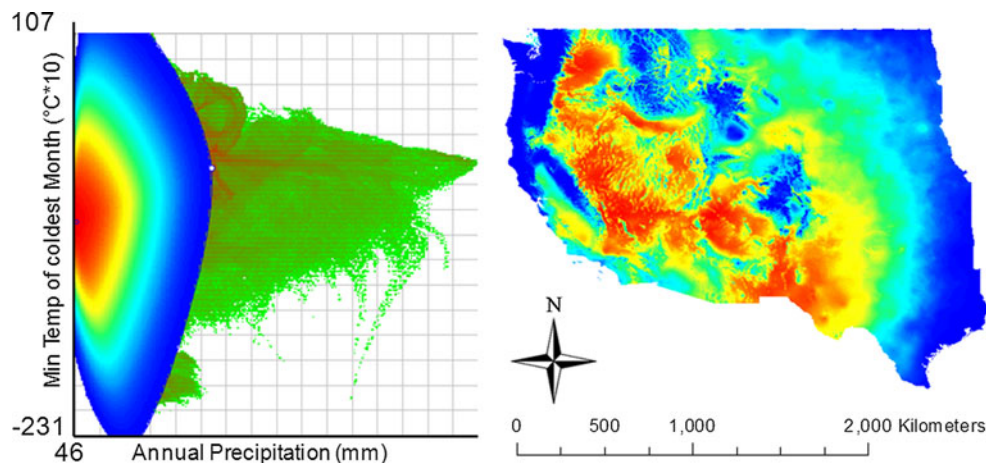 107
Min Temp of coldest Month (°C*10)
-231
46
Annual Precipitation (mm)
N
0 500 1,000 2,000 Kilometers